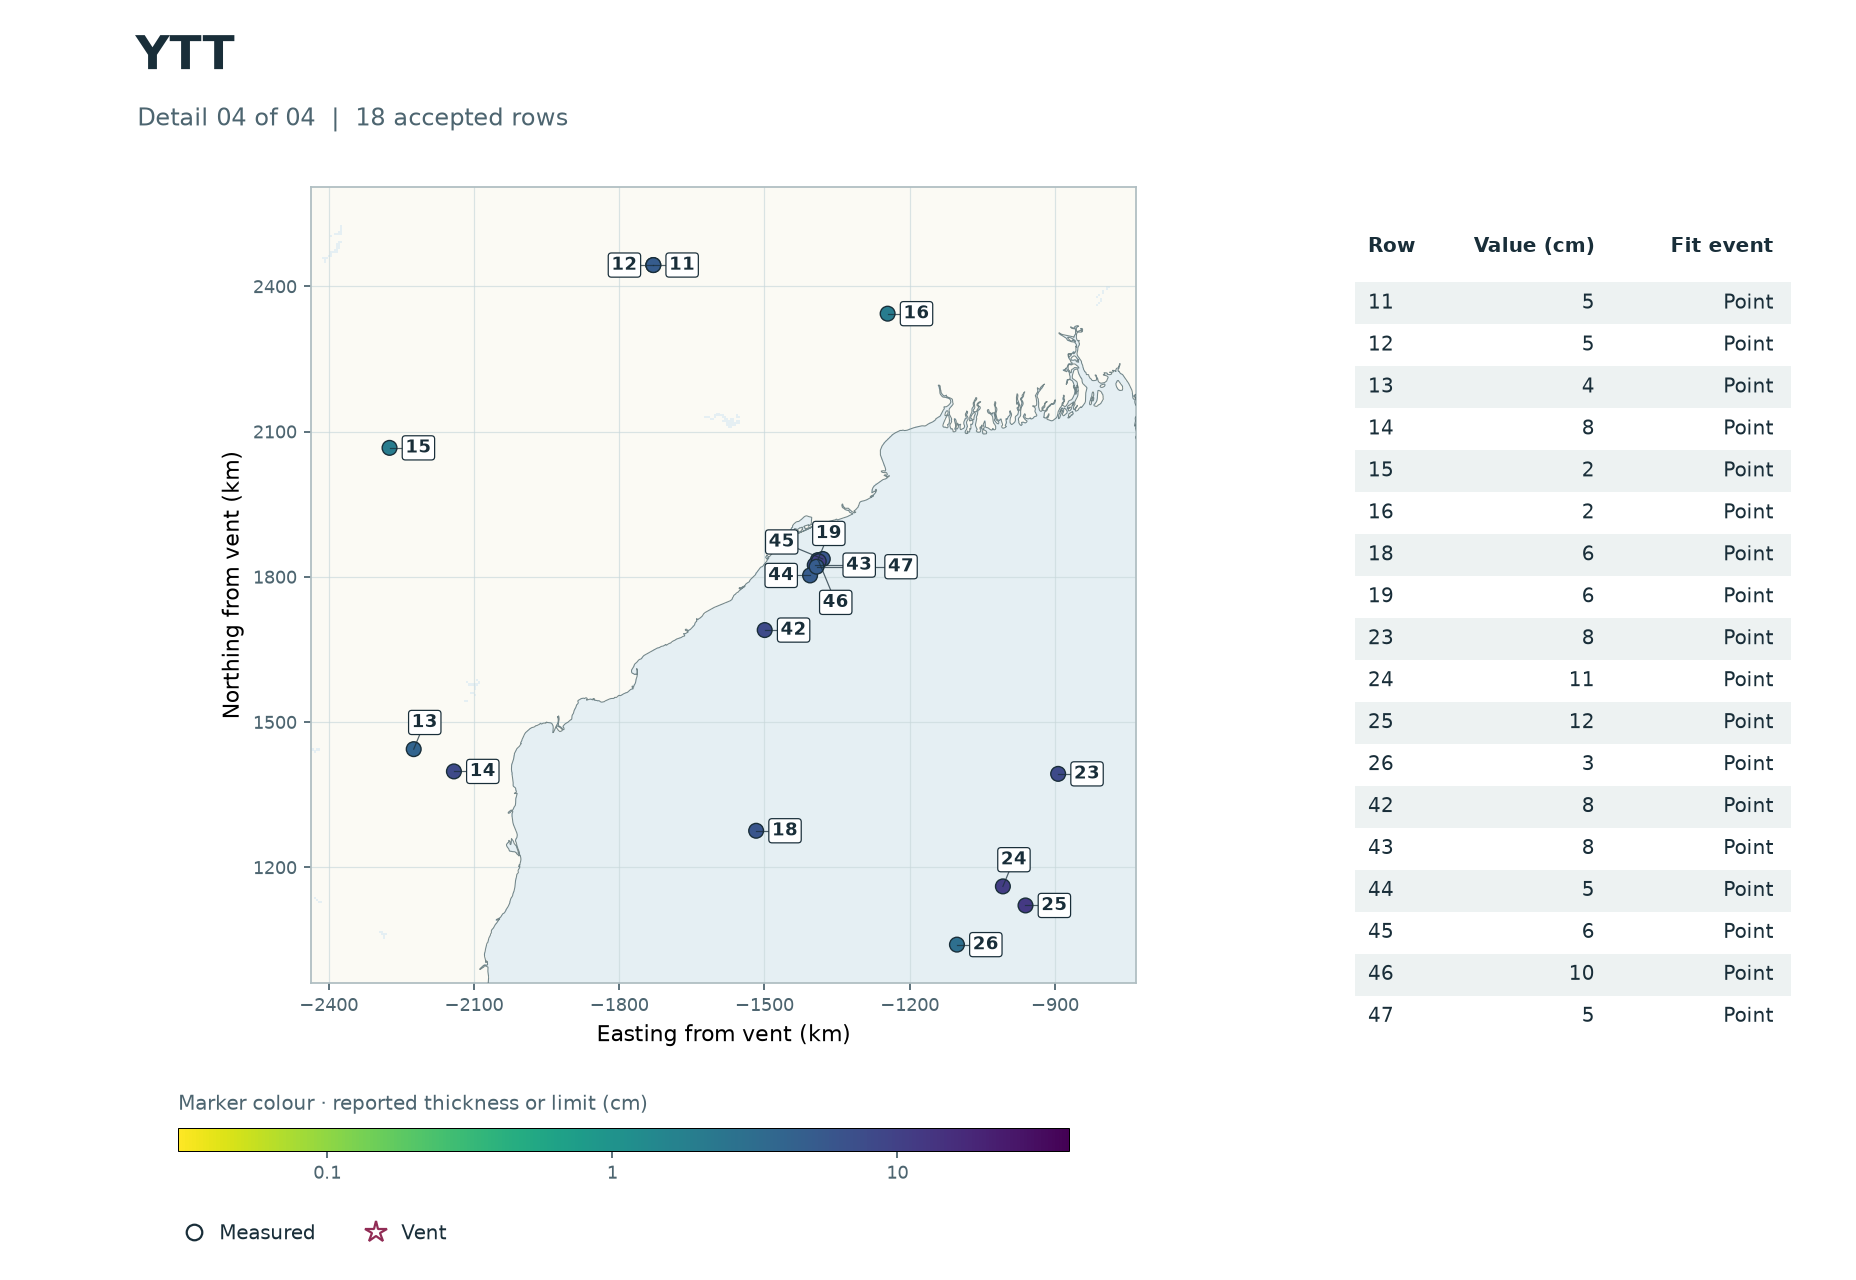 YTT
Detail 04 of 04 | 18 accepted rows
Northing from vent (km)
2400
2100
1800
1500
1200
12
11
16
15
45
19
43
47
44
46
42
13
14
23
18
24
25
26
−2400
−2100
−1800
−1500
−1200
−900
Easting from vent (km)
Row Value (cm) Fit event
11 5 Point
12 5 Point
13 4 Point
14 8 Point
15 2 Point
16 2 Point
18 6 Point
19 6 Point
23 8 Point
24 11 Point
25 12 Point
26 3 Point
42 8 Point
43 8 Point
44 5 Point
45 6 Point
46 10 Point
47 5 Point
Marker colour · reported thickness or limit (cm)
0.1
1
10
Measured
Vent